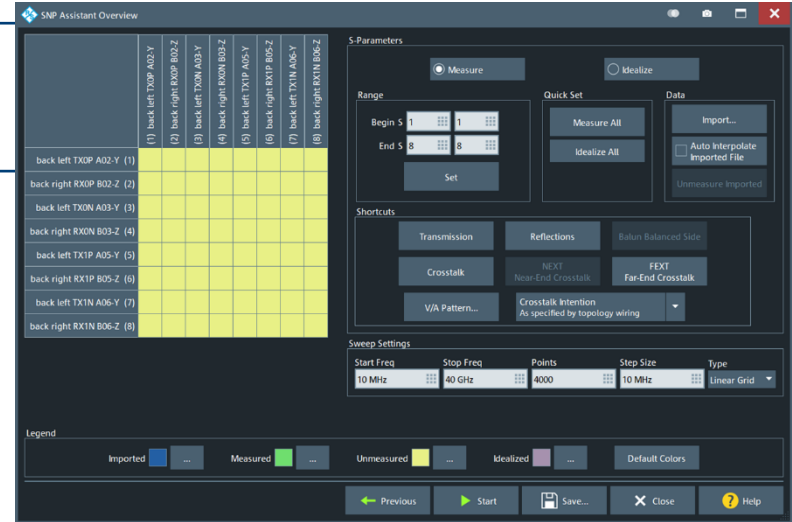 SNP Assistant Overview
(1) back left TX0P A02-Y
(2) back right RX0P B02-Z
(3) back left TX0N A03-Y
(4) back right RX0N B03-Z
(5) back left TX1P A05-Y
(6) back right RX1P B05-Z
(7) back left TX1N A06-Y
(8) back right RX1N B06-Z
back left TX0P A02-Y (1)
back right RX0P B02-Z (2)
back left TX0N A03-Y (3)
back right RX0N B03-Z (4)
back left TX1P A05-Y (5)
back right RX1P B05-Z (6)
back left TX1N A06-Y (7)
back right RX1N B06-Z (8)
S-Parameters
Measure
Idealize
Range
Begin S 1 1
End S 8 8
Set
Quick Set
Measure All
Idealize All
Data
Import...
Auto Interpolate
Imported File
Unmeasure Imported
Shortcuts
Transmission Reflections Balun Balanced Side
Crosstalk
NEXT
Near-End Crosstalk
FEXT
Far-End Crosstalk
V/A Pattern...
Crosstalk Intention
As specified by topology wiring
Sweep Settings
Start Freq Stop Freq Points Step Size Type
10 MHz 40 GHz 4000 10 MHz Linear Grid
Legend
Imported ... Measured ... Unmeasured ... Idealized ... Default Colors
Previous Start Save... Close ? Help